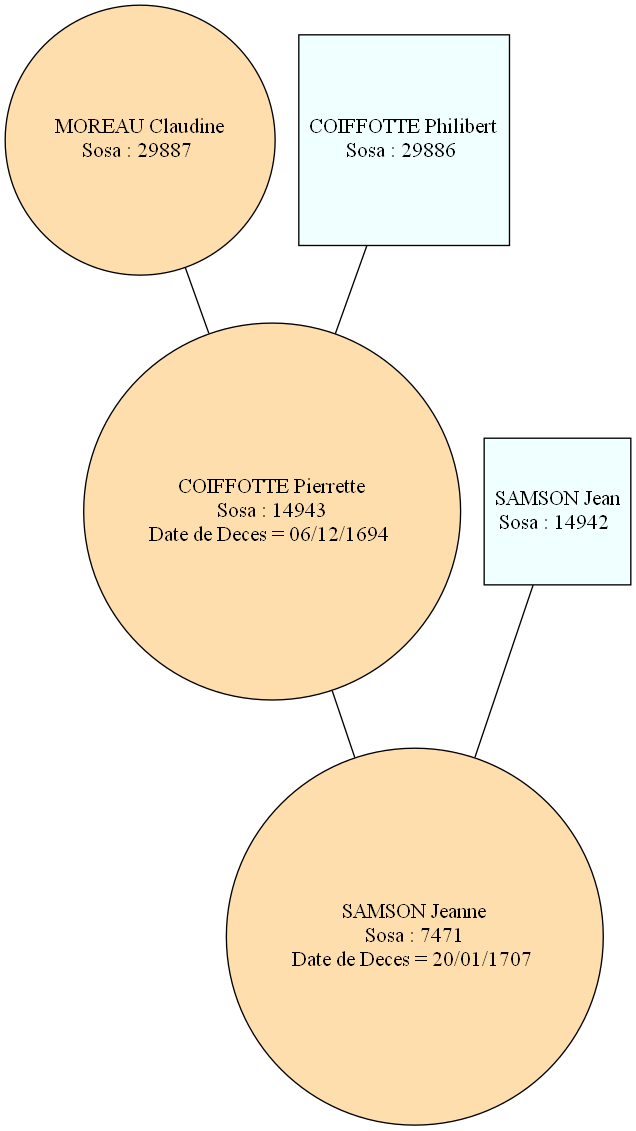 MOREAU Claudine
Sosa : 29887
COIFFOTTE Philibert
Sosa : 29886
COIFFOTTE Pierrette
Sosa : 14943
Date de Deces = 06/12/1694
SAMSON Jean
Sosa : 14942
SAMSON Jeanne
Sosa : 7471
Date de Deces = 20/01/1707